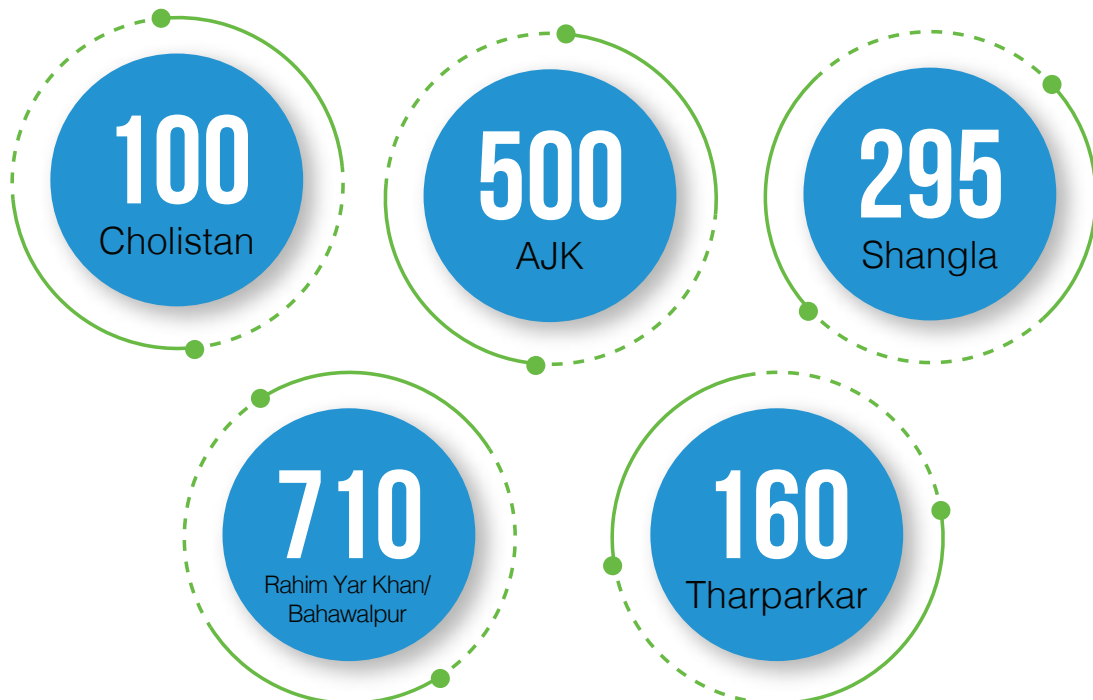 100
Cholistan
500
AJK
295
Shangla
710
Rahim Yar Khan/
Bahawalpur
160
Tharparkar